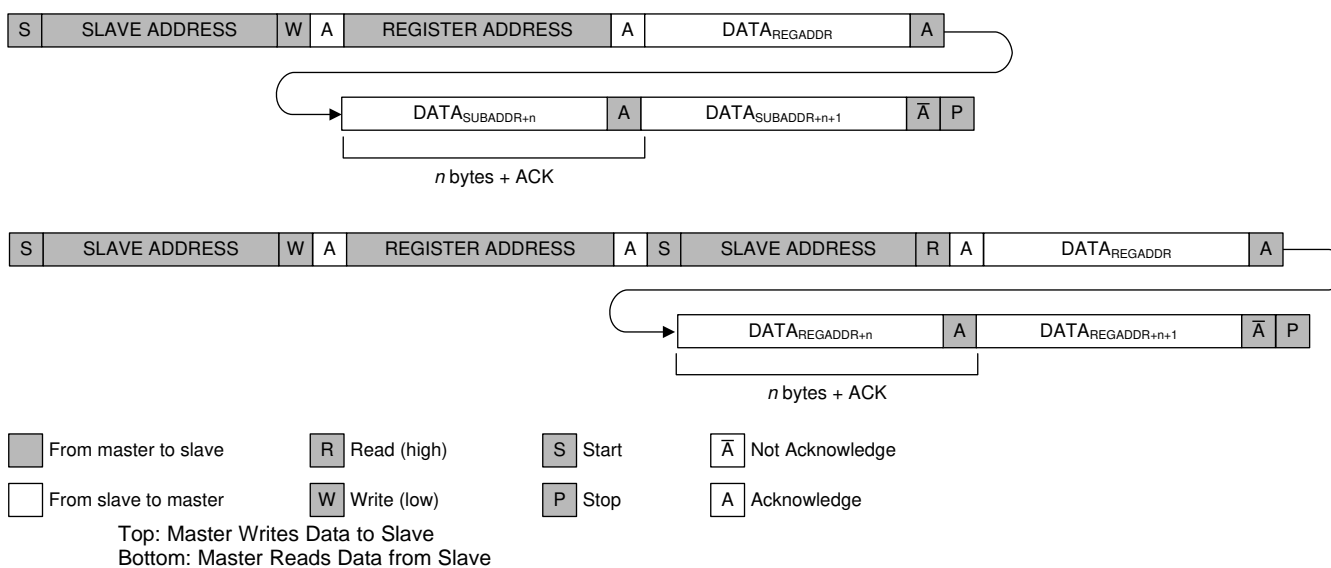 S SLAVE ADDRESS W A REGISTER ADDRESS A DATAREGADDR A
DATASUBADDR+n A DATASUBADDR+n+1 A̅ P
n bytes + ACK
S SLAVE ADDRESS W A REGISTER ADDRESS A S SLAVE ADDRESS R A DATAREGADDR A
DATAREGADDR+n A DATAREGADDR+n+1 A̅ P
n bytes + ACK
From master to slave R Read (high) S Start A̅ Not Acknowledge
From slave to master W Write (low) P Stop A Acknowledge
Top: Master Writes Data to Slave
Bottom: Master Reads Data from Slave